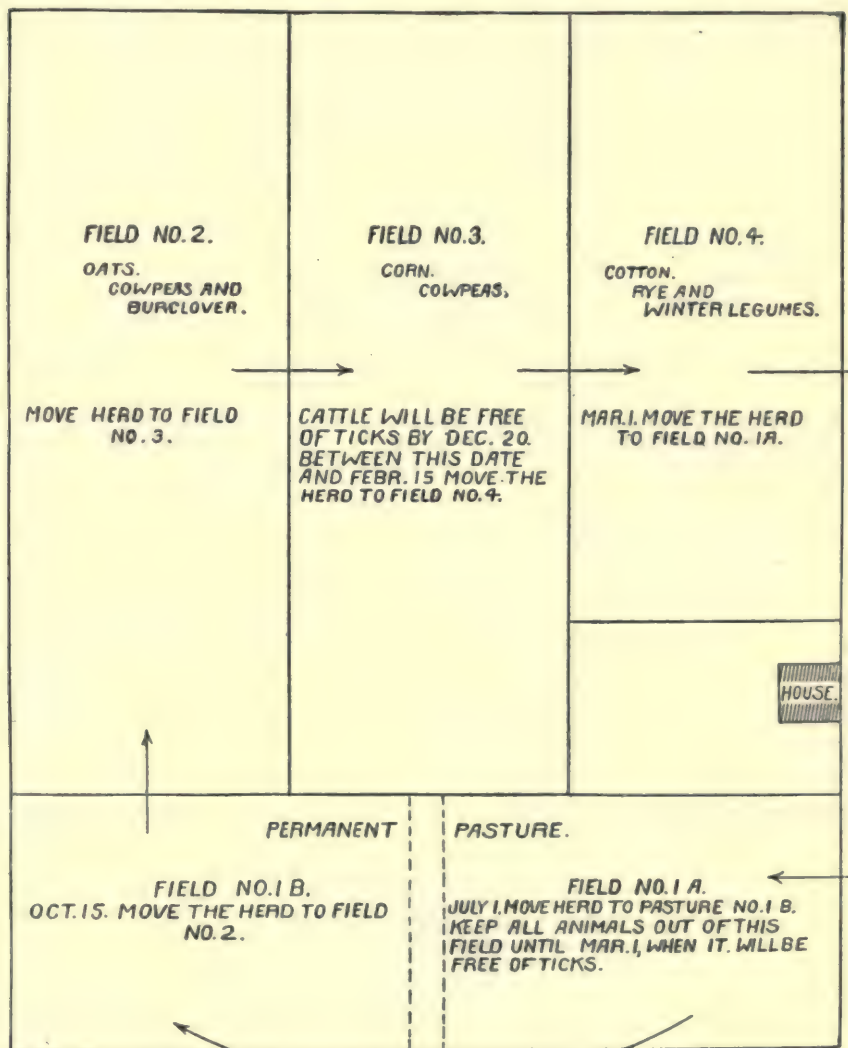 FIELD NO. 2.
OATS.
COWPEAS AND
BURCLOVER.
MOVE HERD TO FIELD
NO. 3.
FIELD NO. 3.
CORN.
COWPEAS,
CATTLE WILL BE FREE
OF TICKS BY DEC. 20.
BETWEEN THIS DATE
AND FEBR. 15 MOVE THE
HERD TO FIELD NO. 4.
FIELD NO. 4.
COTTON.
RYE AND
WINTER LEGUMES.
MAR. 1. MOVE THE HERD
TO FIELD NO. 1A.
HOUSE.
PERMANENT PASTURE.
FIELD NO. 1 B.
OCT. 15. MOVE THE HERD TO FIELD
NO. 2.
FIELD NO. 1 A.
JULY 1. MOVE HERD TO PASTURE NO. 1 B.
KEEP ALL ANIMALS OUT OF THIS
FIELD UNTIL MAR. 1, WHEN IT. WILL BE
FREE OF TICKS.